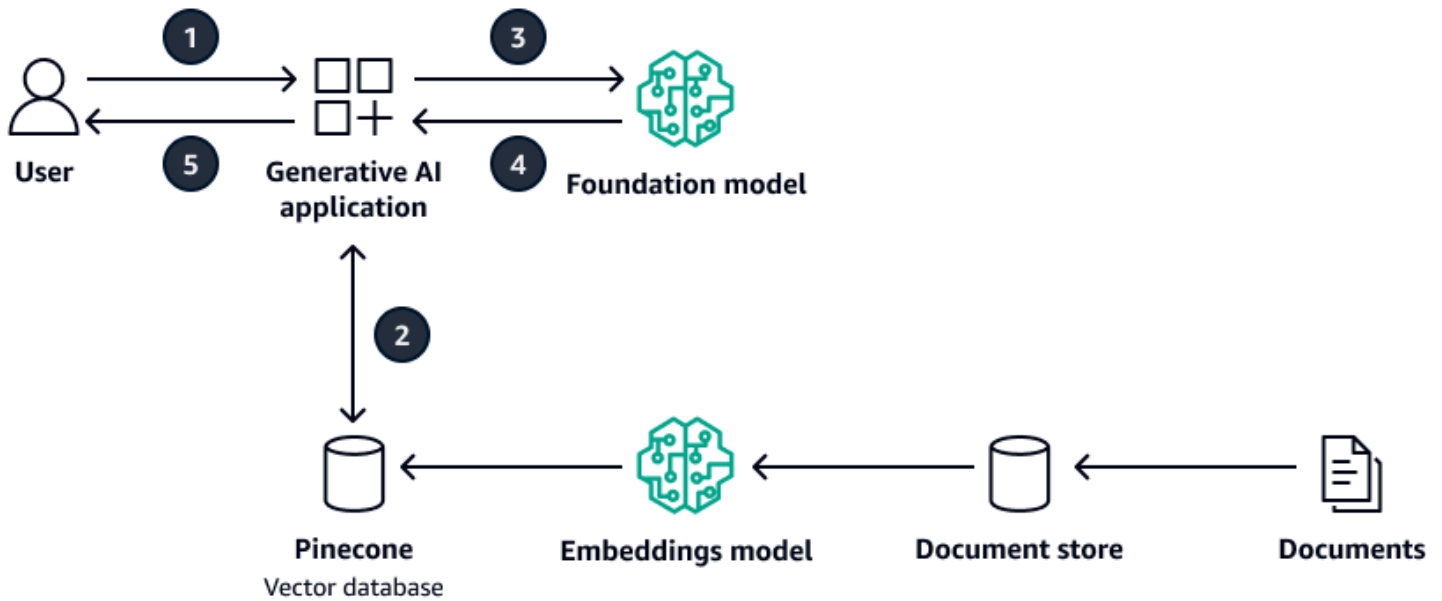 1
3
5
4
User
Generative AI
application
Foundation model
2
Pinecone
Vector database
Embeddings model
Document store
Documents